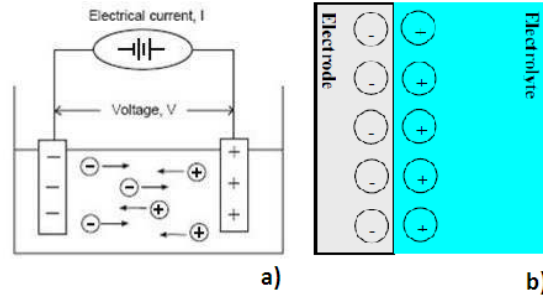 Electrical current, I
Voltage, V
a)
Electrode
Electrolyte
b)